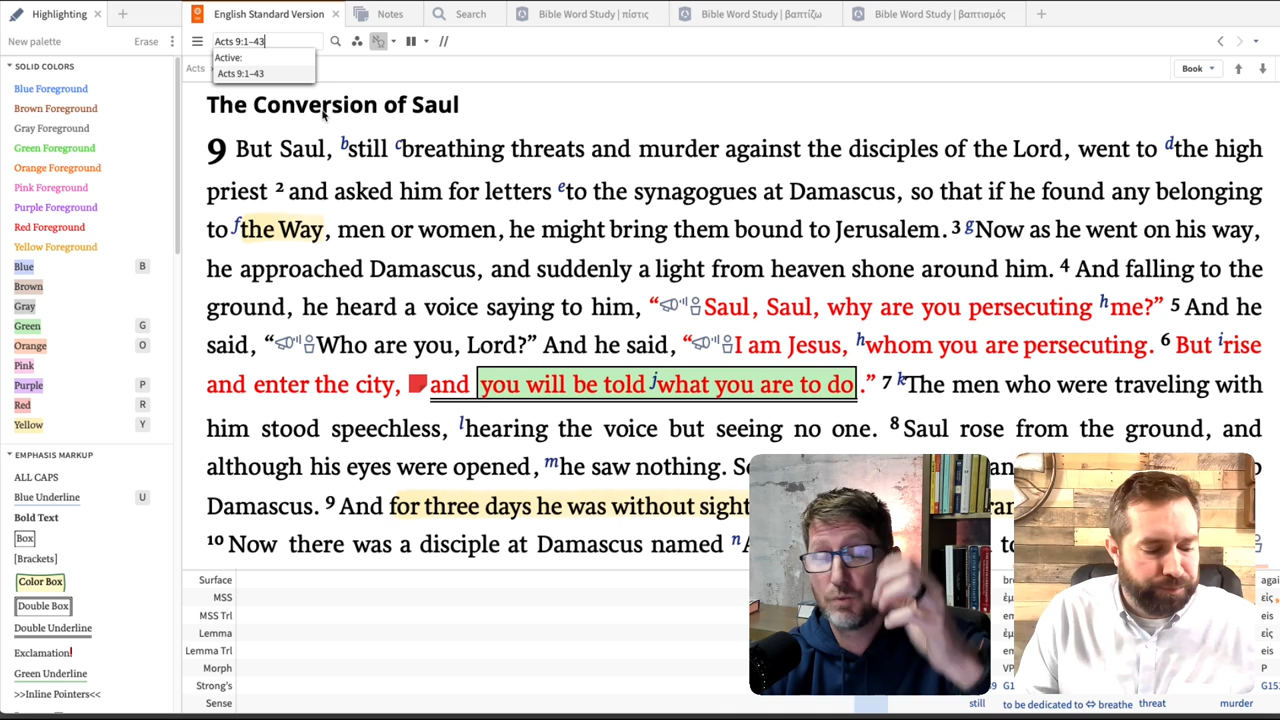 Highlighting
English Standard Version
Notes
Search
Bible Word Study | πίστις
Bible Word Study | βαπτίζω
Bible Word Study | βαπτισμός
New palette
Erase
Acts 9:1–43
Active:
Acts 9:1–43
Acts
Book
SOLID COLORS
Blue Foreground
Brown Foreground
Gray Foreground
Green Foreground
Orange Foreground
Pink Foreground
Purple Foreground
Red Foreground
Yellow Foreground
Blue B
Brown
Gray
Green G
Orange O
Pink
Purple P
Red R
Yellow Y
EMPHASIS MARKUP
ALL CAPS
Blue Underline U
Bold Text
Box
[Brackets]
Color Box
Double Box
Double Underline
Exclamation!
Green Underline
>>Inline Pointers<<
The Conversion of Saul
9 But Saul, b still c breathing threats and murder against the disciples of the Lord, went to d the high
priest 2 and asked him for letters e to the synagogues at Damascus, so that if he found any belonging
to f the Way, men or women, he might bring them bound to Jerusalem. 3 g Now as he went on his way,
he approached Damascus, and suddenly a light from heaven shone around him. 4 And falling to the
ground, he heard a voice saying to him, “Saul, Saul, why are you persecuting h me?” 5 And he
said, “Who are you, Lord?” And he said, “I am Jesus, h whom you are persecuting. 6 But i rise
and enter the city, and you will be told j what you are to do.” 7 k The men who were traveling with
him stood speechless, l hearing the voice but seeing no one. 8 Saul rose from the ground, and
although his eyes were opened, m he saw nothing.
Damascus. 9 And for three days he was without sight
10 Now there was a disciple at Damascus named n
Surface
MSS
MSS Trl
Lemma
Lemma Trl
Morph
Strong's
Sense
eis
eis
P
still to be dedicated to ⇔ breathe threat murder